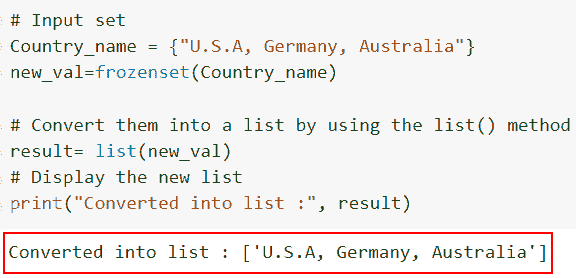 # Input set
Country_name = {"U.S.A, Germany, Australia"}
new_val=frozenset(Country_name)
# Convert them into a list by using the list() method
result= list(new_val)
# Display the new list
print("Converted into list :", result)
Converted into list : ['U.S.A, Germany, Australia']